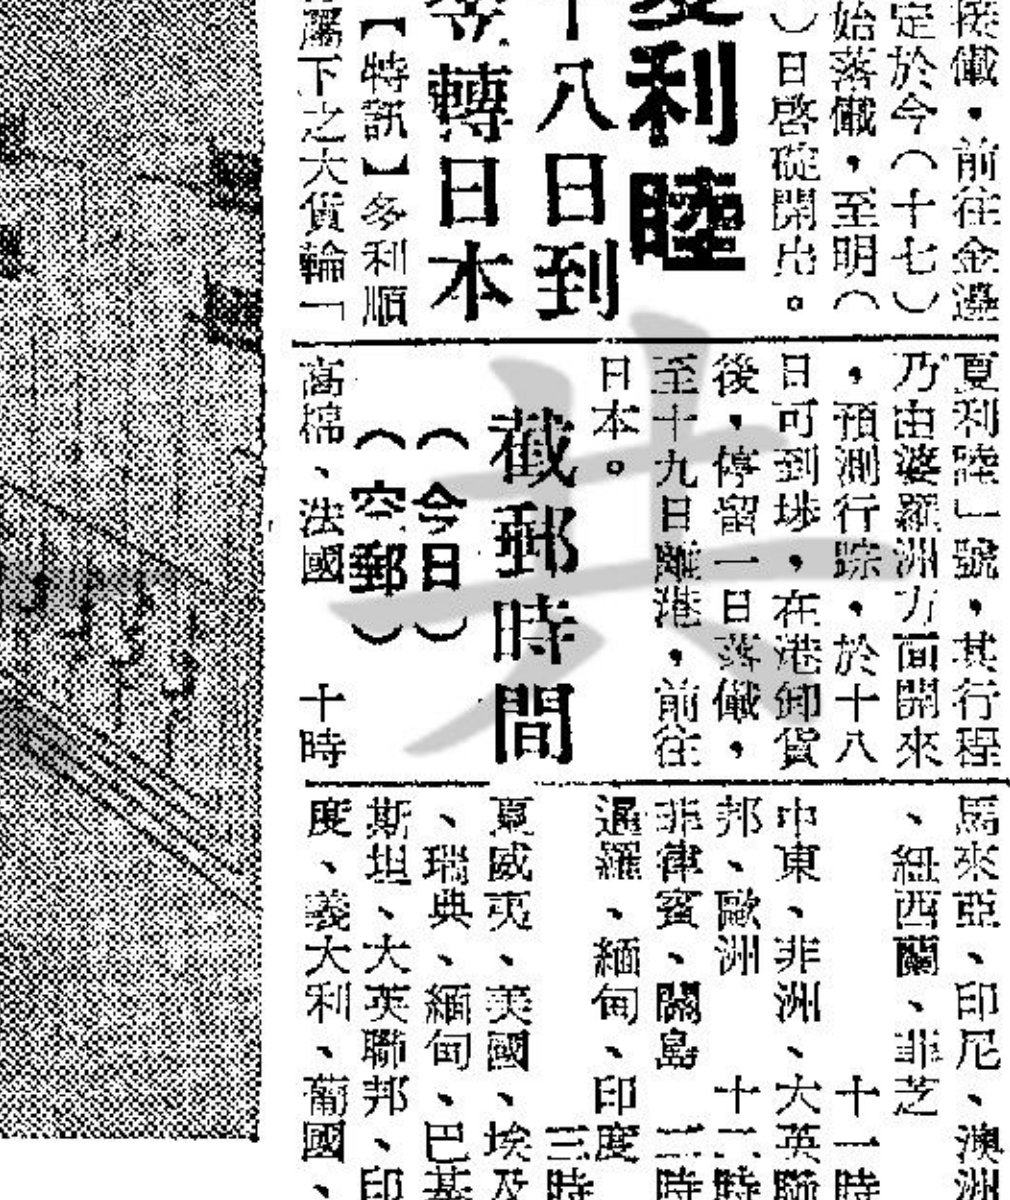 儎，前往金邊
定於今（十七）
始落儎，至明（
）日啓碇開出。
夏利睦
十八日到
轉日本
【特訊】多利順
屬下之大貨輪「
夏利睦」號，其行程
乃由婆羅洲方面開來
，預測行踪，於十八
日可到埗，在港卸貨
後，停留一日落儎，
至十九日離港，前往
日本。
截郵時間
（今日）
（空郵）
高棉、法國　十時
馬來亞、印尼、澳洲
、紐西蘭、菲芝
十一時
中東、非洲、大英聯
邦、歐洲　十二時
菲律賓、關島　二時
暹羅、緬甸、印度
三時
夏威夷、美國、埃及
、瑞典、緬甸、巴基
斯坦、大英聯邦、印
度、義大利、葡國、
共